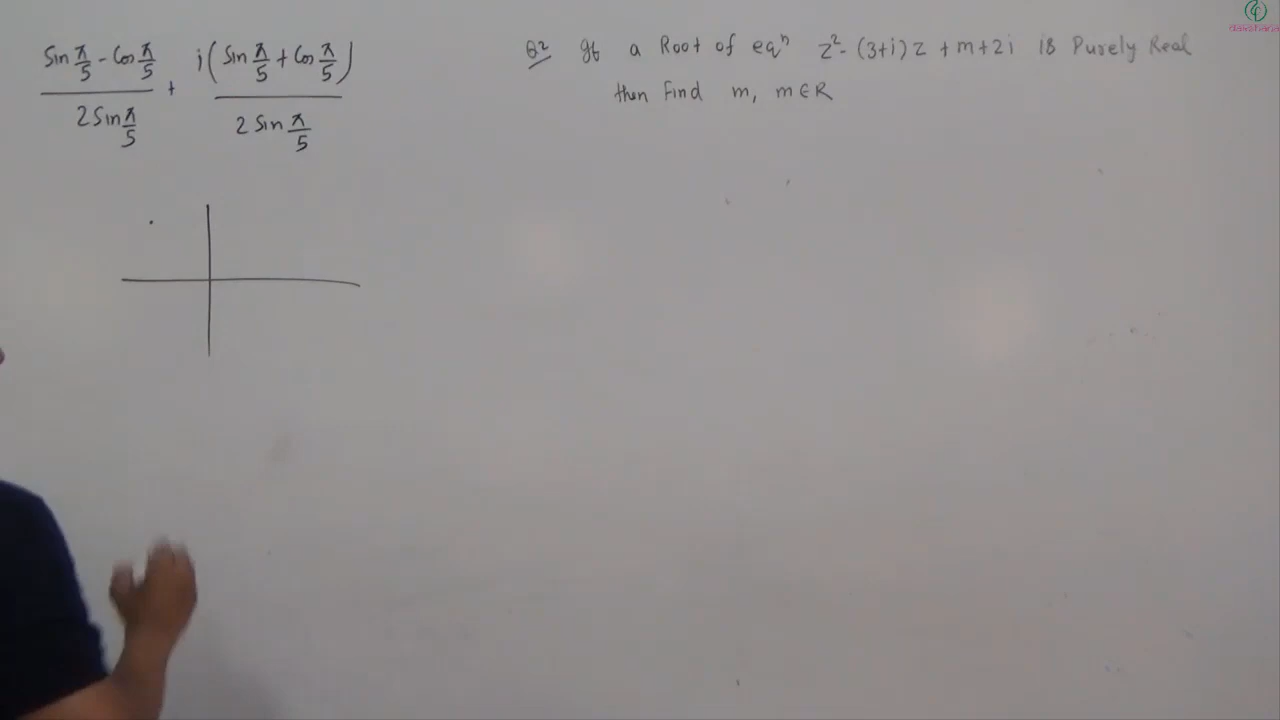 Sin π/5 - Cos π/5 / 2 Sin π/5 + i(Sin π/5 + Cos π/5) / 2 Sin π/5
Q2 If a Root of eqⁿ z² - (3+i)z + m + 2i is Purely Real
then Find m, m ∈ R
dakshana